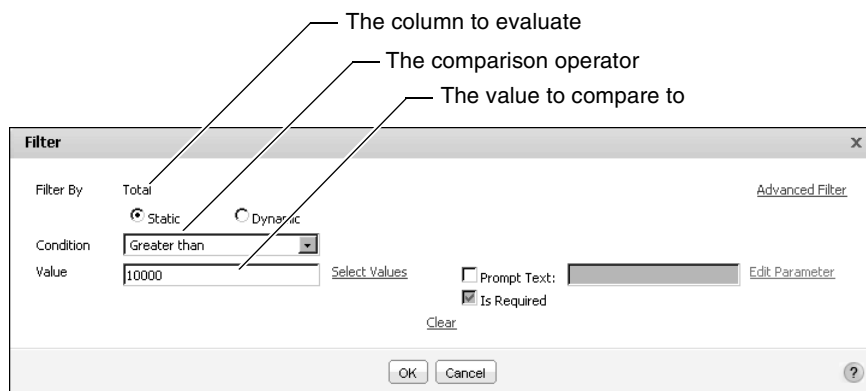 The column to evaluate
The comparison operator
The value to compare to
Filter x
Filter By Total Advanced Filter
Static Dynamic
Condition Greater than
Value 10000 Select Values Prompt Text: Edit Parameter
Is Required
Clear
OK Cancel ?